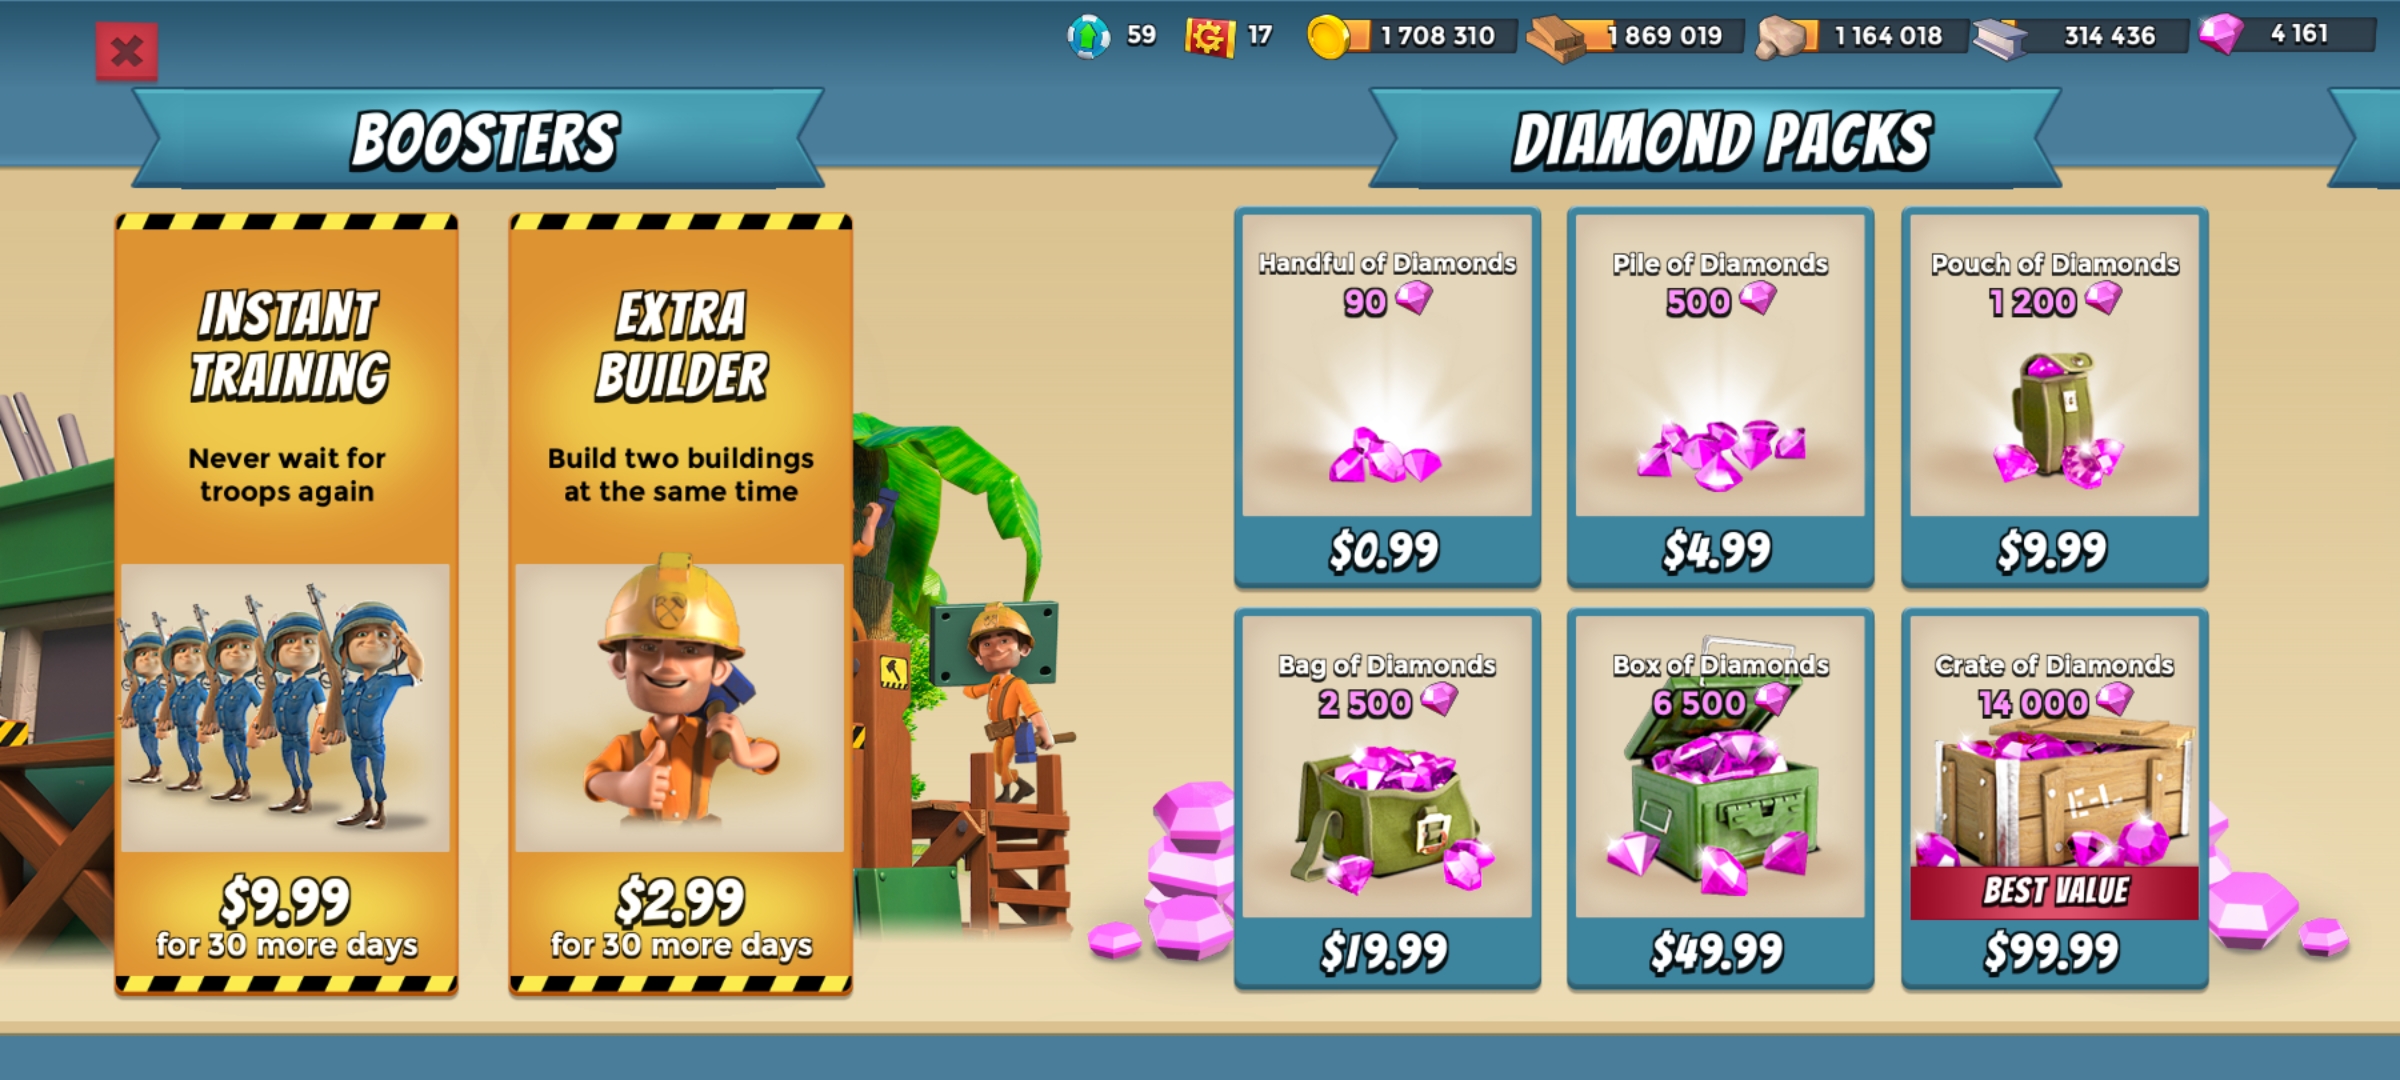 59
17
1 708 310
1 869 019
1 164 018
314 436
4 161
BOOSTERS
INSTANT
TRAINING
Never wait for
troops again
$9.99
for 30 more days
EXTRA
BUILDER
Build two buildings
at the same time
$2.99
for 30 more days
DIAMOND PACKS
Handful of Diamonds
90
$0.99
Pile of Diamonds
500
$4.99
Pouch of Diamonds
1 200
$9.99
Bag of Diamonds
2 500
$19.99
Box of Diamonds
6 500
$49.99
Crate of Diamonds
14 000
E-L
BEST VALUE
$99.99